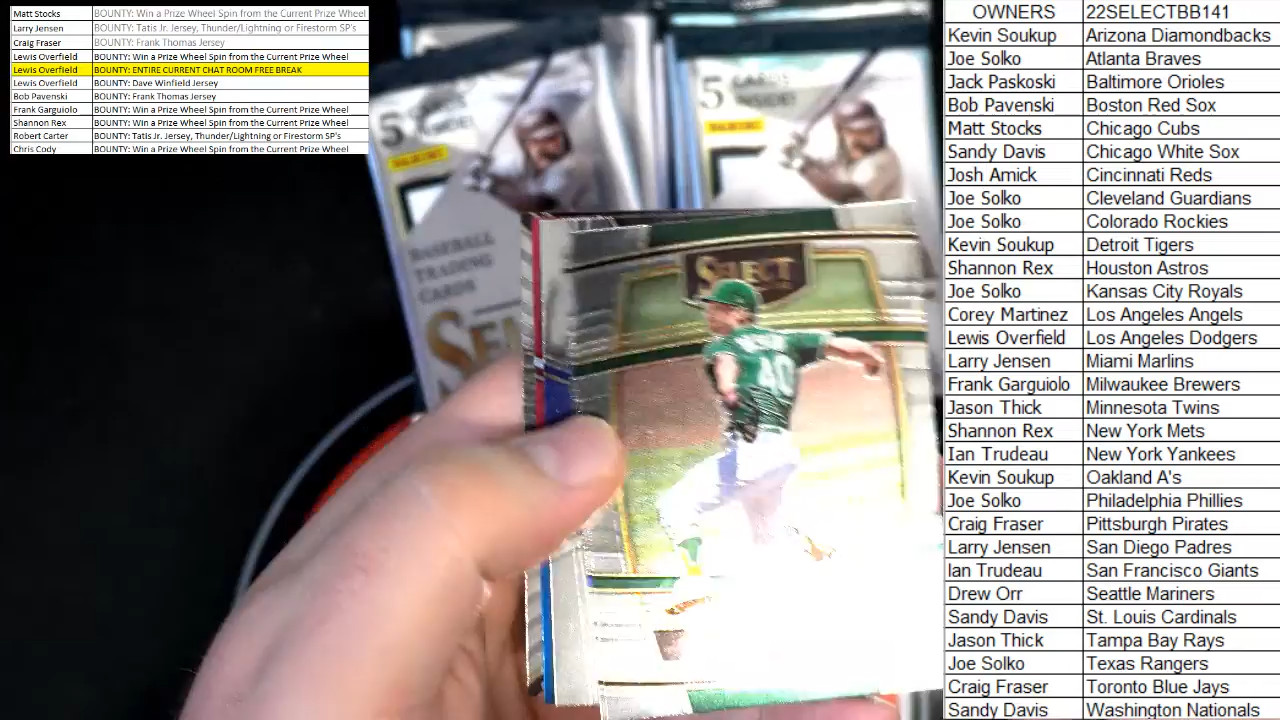 Matt Stocks BOUNTY: Win a Prize Wheel Spin from the Current Prize Wheel
Larry Jensen BOUNTY: Tatis Jr. Jersey, Thunder/Lightning or Firestorm SP's
Craig Fraser BOUNTY: Frank Thomas Jersey
Lewis Overfield BOUNTY: Win a Prize Wheel Spin from the Current Prize Wheel
Lewis Overfield BOUNTY: ENTIRE CURRENT CHAT ROOM FREE BREAK
Lewis Overfield BOUNTY: Dave Winfield Jersey
Bob Pavenski BOUNTY: Frank Thomas Jersey
Frank Garguiolo BOUNTY: Win a Prize Wheel Spin from the Current Prize Wheel
Shannon Rex BOUNTY: Win a Prize Wheel Spin from the Current Prize Wheel
Robert Porter BOUNTY: Tatis Jr. Jersey, Thunder/Lightning or Firestorm SP's
Chris Cody BOUNTY: Win a Prize Wheel Spin from the Current Prize Wheel
5 CARDS INSIDE!
PANINI
BASEBALL
TRADING
CARDS
SE
5 CARDS INSIDE!
PANINI
SELECT
40
OWNERS 22SELECTBB141
Kevin Soukup Arizona Diamondbacks
Joe Solko Atlanta Braves
Jack Paskoski Baltimore Orioles
Bob Pavenski Boston Red Sox
Matt Stocks Chicago Cubs
Sandy Davis Chicago White Sox
Josh Amick Cincinnati Reds
Joe Solko Cleveland Guardians
Joe Solko Colorado Rockies
Kevin Soukup Detroit Tigers
Shannon Rex Houston Astros
Joe Solko Kansas City Royals
Corey Martinez Los Angeles Angels
Lewis Overfield Los Angeles Dodgers
Larry Jensen Miami Marlins
Frank Garguiolo Milwaukee Brewers
Jason Thick Minnesota Twins
Shannon Rex New York Mets
Ian Trudeau New York Yankees
Kevin Soukup Oakland A's
Joe Solko Philadelphia Phillies
Craig Fraser Pittsburgh Pirates
Larry Jensen San Diego Padres
Ian Trudeau San Francisco Giants
Drew Orr Seattle Mariners
Sandy Davis St. Louis Cardinals
Jason Thick Tampa Bay Rays
Joe Solko Texas Rangers
Craig Fraser Toronto Blue Jays
Sandy Davis Washington Nationals